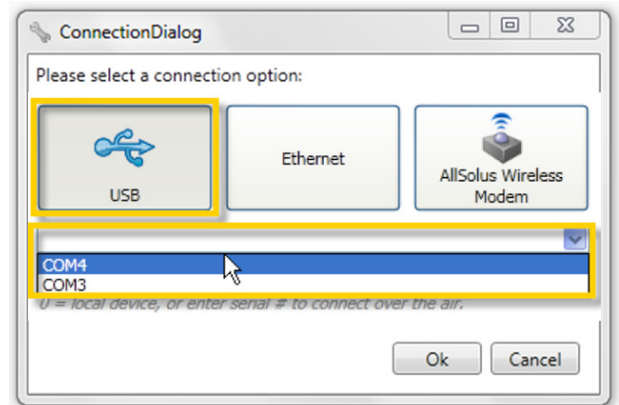 ConnectionDialog
Please select a connection option:
USB
Ethernet
AllSolus Wireless
Modem
COM4
COM3
0 = local device, or enter serial # to connect over the air.
Ok
Cancel